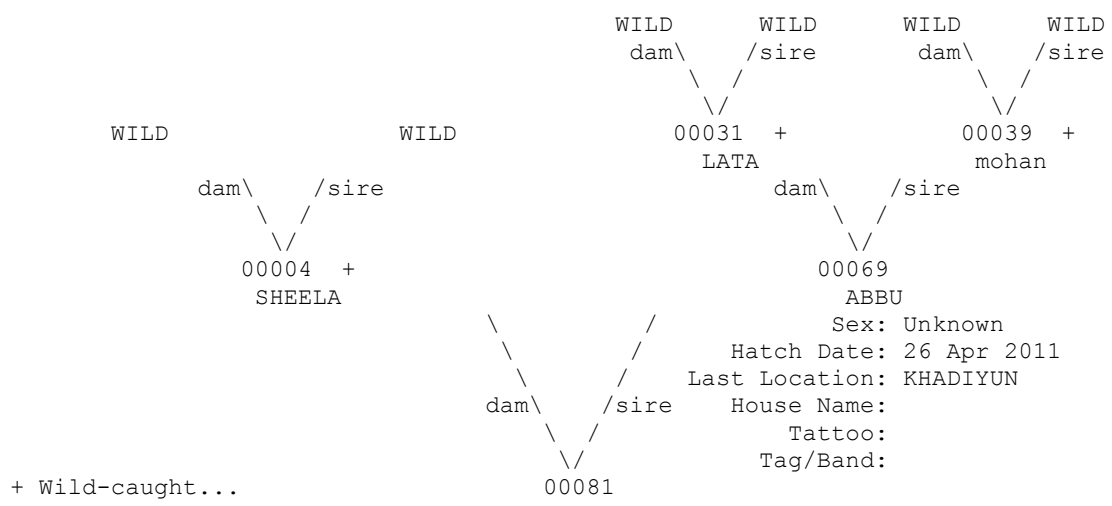 WILD WILD WILD WILD
dam\ /sire dam\ /sire
\ / \ /
\/ \/
WILD WILD 00031 + 00039 +
LATA mohan
dam\ /sire dam\ /sire
\ / \ /
\/ \/
00004 + 00069
SHEELA ABBU
\ / Sex: Unknown
\ / Hatch Date: 26 Apr 2011
\ / Last Location: KHADIYUN
dam\ /sire House Name:
\ / Tattoo:
\/ Tag/Band:
+ Wild-caught... 00081